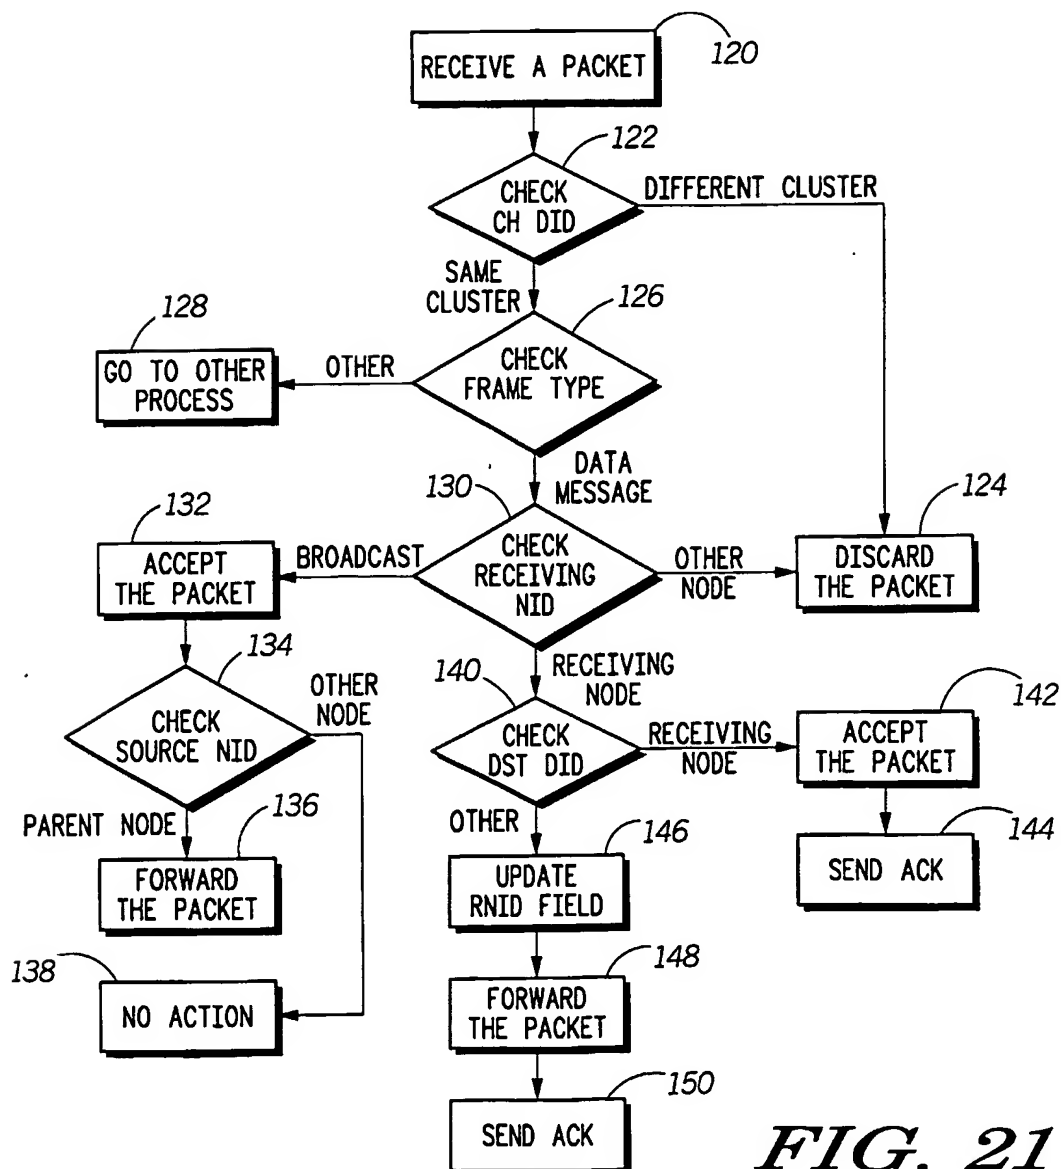 120
RECEIVE A PACKET
122
CHECK
CH DID
DIFFERENT CLUSTER
SAME
CLUSTER
126
128
CHECK
FRAME TYPE
OTHER
GO TO OTHER
PROCESS
DATA
MESSAGE
130
124
132
CHECK
RECEIVING
NID
BROADCAST
ACCEPT
THE PACKET
OTHER
NODE
DISCARD
THE PACKET
134
CHECK
SOURCE NID
OTHER
NODE
RECEIVING
NODE
140
CHECK
DST DID
RECEIVING
NODE
142
ACCEPT
THE PACKET
PARENT NODE
136
FORWARD
THE PACKET
OTHER
146
UPDATE
RNID FIELD
144
SEND ACK
138
NO ACTION
148
FORWARD
THE PACKET
150
SEND ACK
FIG. 21